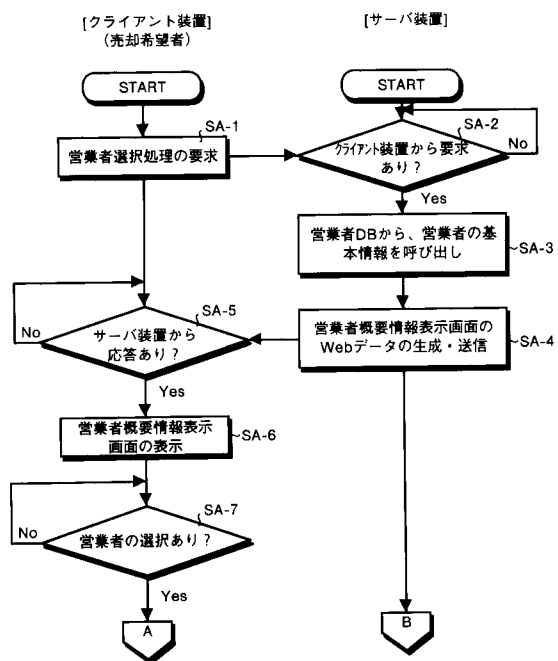 [クライアント装置]
(売却希望者)
[サーバ装置]
START
START
SA-1
営業者選択処理の要求
SA-2
クライアント装置から要求
あり?
No
Yes
営業者DBから、営業者の基
本情報を呼び出し
SA-3
SA-5
No
サーバ装置から
応答あり?
営業者概要情報表示画面の
Webデータの生成・送信
SA-4
Yes
営業者概要情報表示
画面の表示
SA-6
SA-7
No
営業者の選択あり?
Yes
A
B